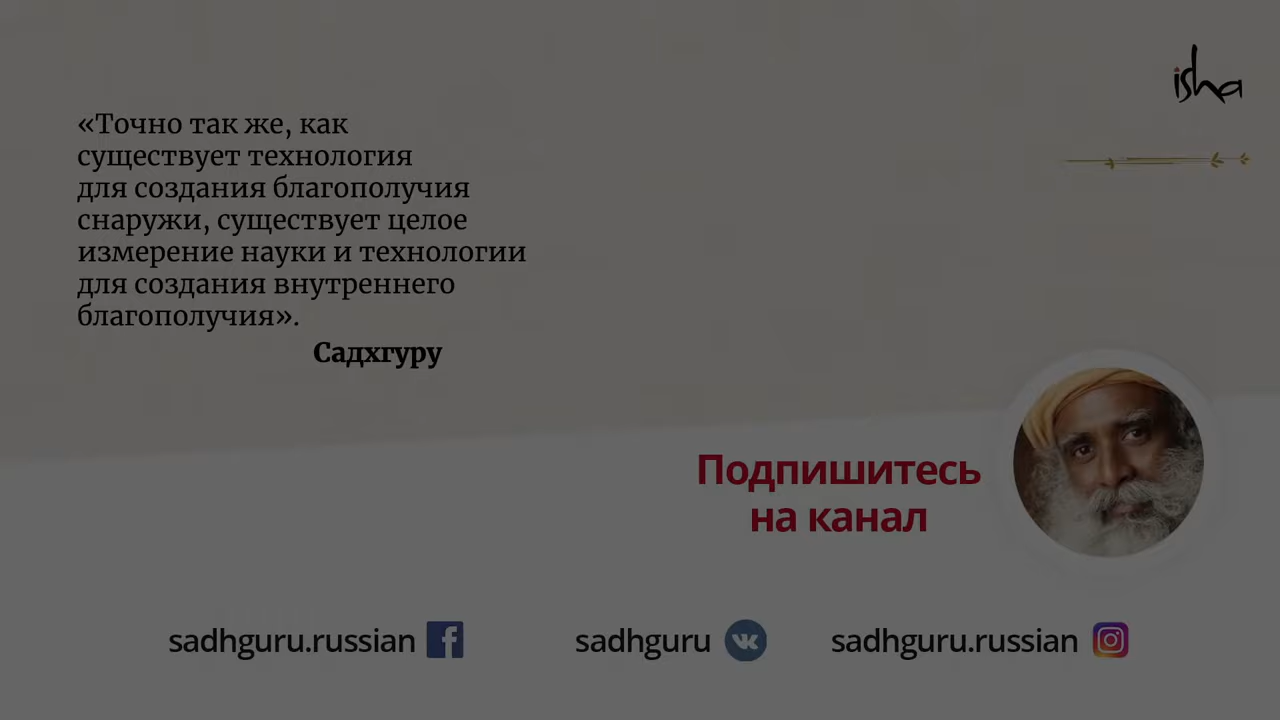 isha
«Точно так же, как
существует технология
для создания благополучия
снаружи, существует целое
измерение науки и технологии
для создания внутреннего
благополучия».
Садхгуру
Подпишитесь
на канал
sadhguru.russian
sadhguru
sadhguru.russian